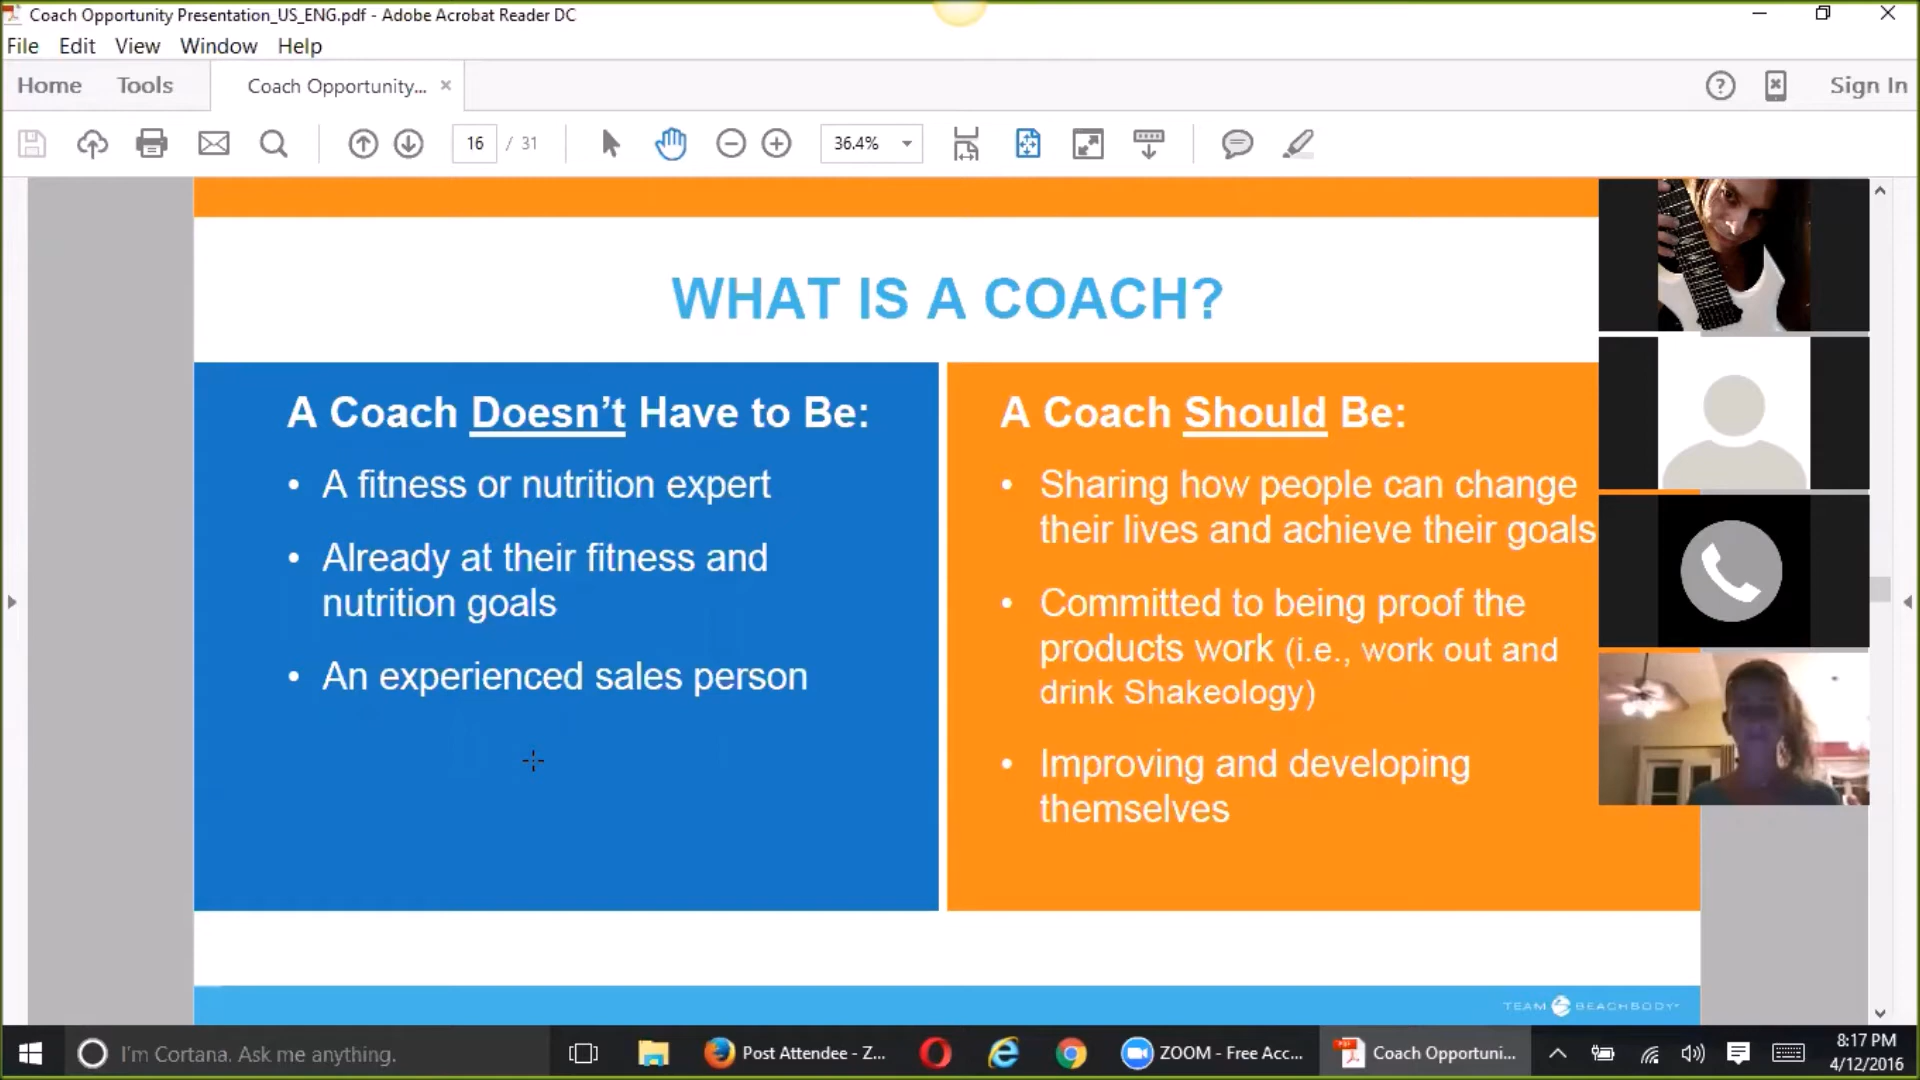 Coach Opportunity Presentation_US_ENG.pdf - Adobe Acrobat Reader DC
File Edit View Window Help
Home Tools Coach Opportunity... × Sign In
16 / 31 36.4%
WHAT IS A COACH?
A Coach Doesn't Have to Be:
• A fitness or nutrition expert
• Already at their fitness and
nutrition goals
• An experienced sales person
A Coach Should Be:
• Sharing how people can change
their lives and achieve their goals
• Committed to being proof the
products work (i.e., work out and
drink Shakeology)
• Improving and developing
themselves
TEAM BEACHBODY
I'm Cortana. Ask me anything.
Post Attendee - Z...
ZOOM - Free Acc...
Coach Opportuni...
8:17 PM
4/12/2016